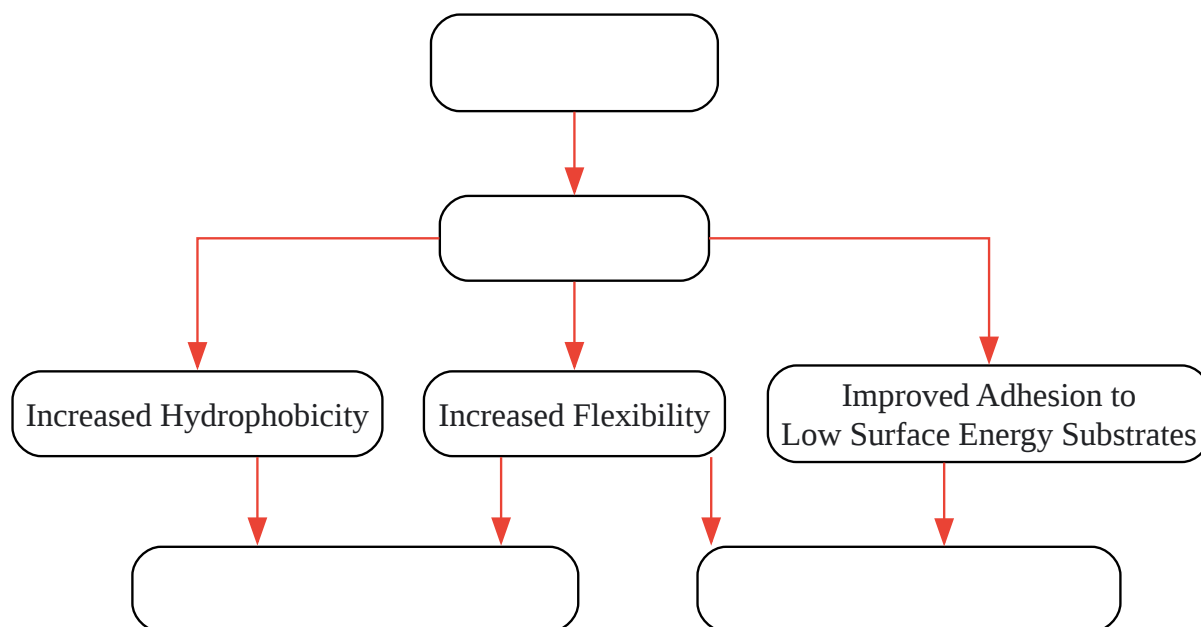 Increased Hydrophobicity
Increased Flexibility
Improved Adhesion to
Low Surface Energy Substrates